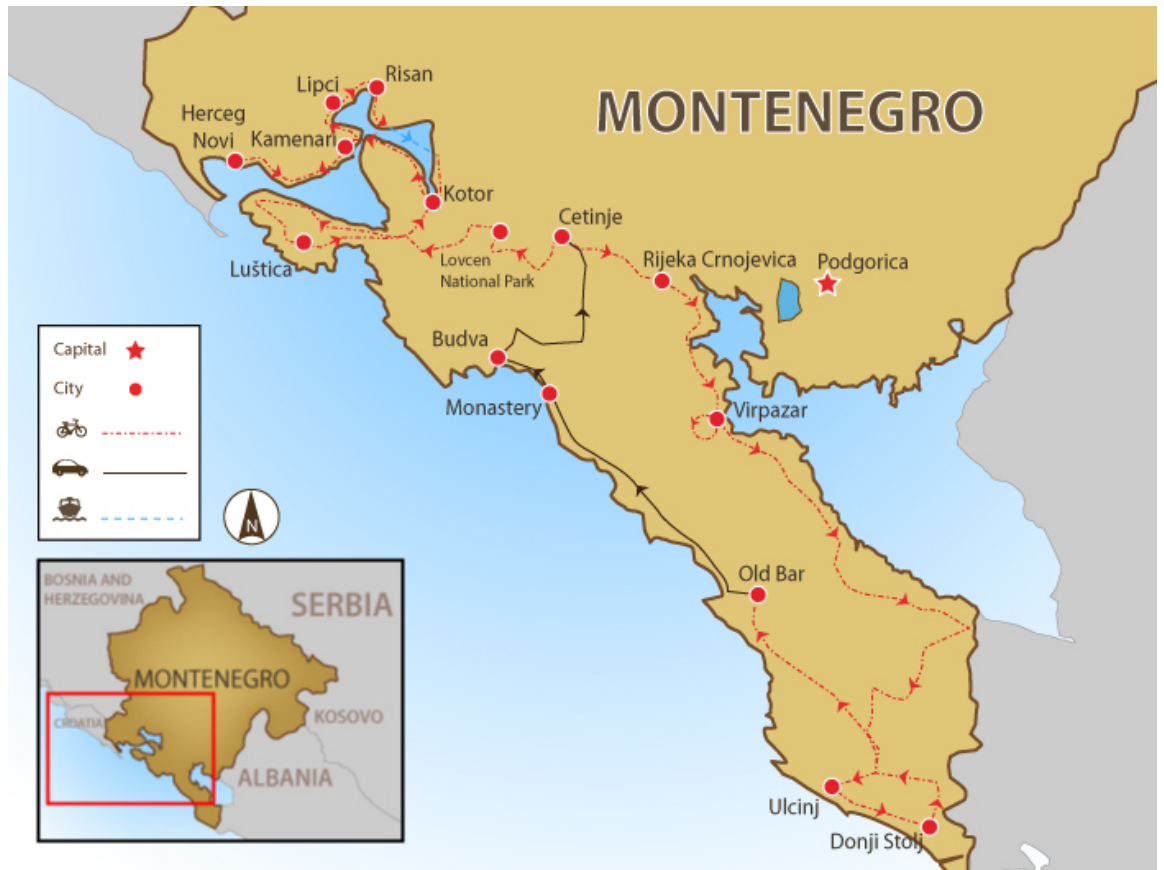 MONTENEGRO
Risan
Lipci
Herceg
Novi
Kamenari
Kotor
Cetinje
Luštica
Lovcen
National Park
Rijeka Crnojevica
Podgorica
Budva
Monastery
Virpazar
Old Bar
Ulcinj
Donji Stolj
Capital
City
N
BOSNIA AND
HERZEGOVINA
SERBIA
MONTENEGRO
CROATIA
KOSOVO
ALBANIA